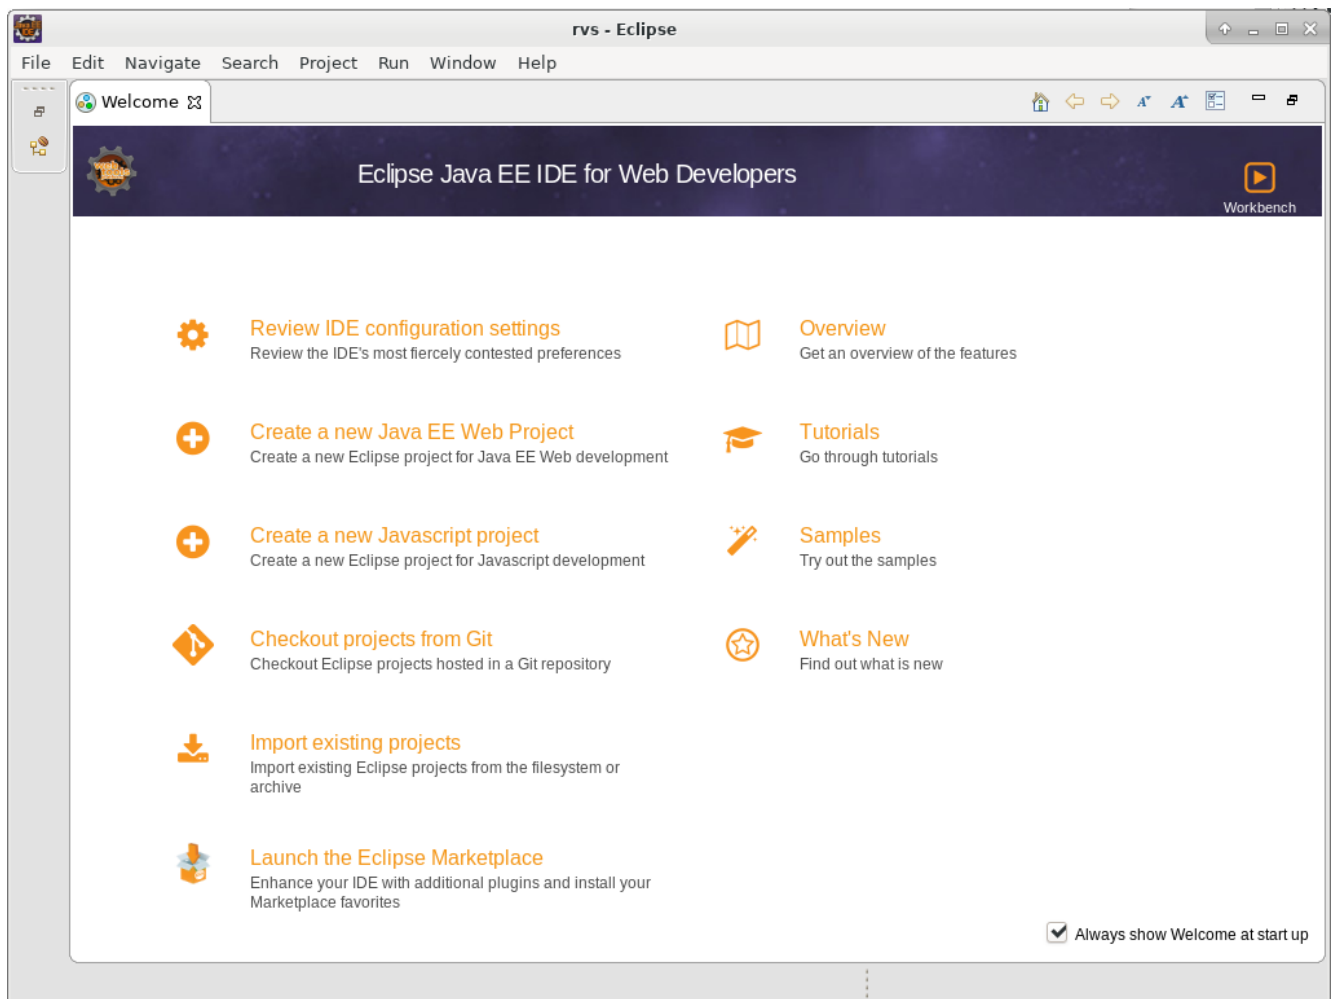 rvs - Eclipse
File Edit Navigate Search Project Run Window Help
Welcome
Eclipse Java EE IDE for Web Developers
Workbench
Review IDE configuration settings
Review the IDE's most fiercely contested preferences
Create a new Java EE Web Project
Create a new Eclipse project for Java EE Web development
Create a new Javascript project
Create a new Eclipse project for Javascript development
Checkout projects from Git
Checkout Eclipse projects hosted in a Git repository
Import existing projects
Import existing Eclipse projects from the filesystem or
archive
Launch the Eclipse Marketplace
Enhance your IDE with additional plugins and install your
Marketplace favorites
Overview
Get an overview of the features
Tutorials
Go through tutorials
Samples
Try out the samples
What's New
Find out what is new
Always show Welcome at start up